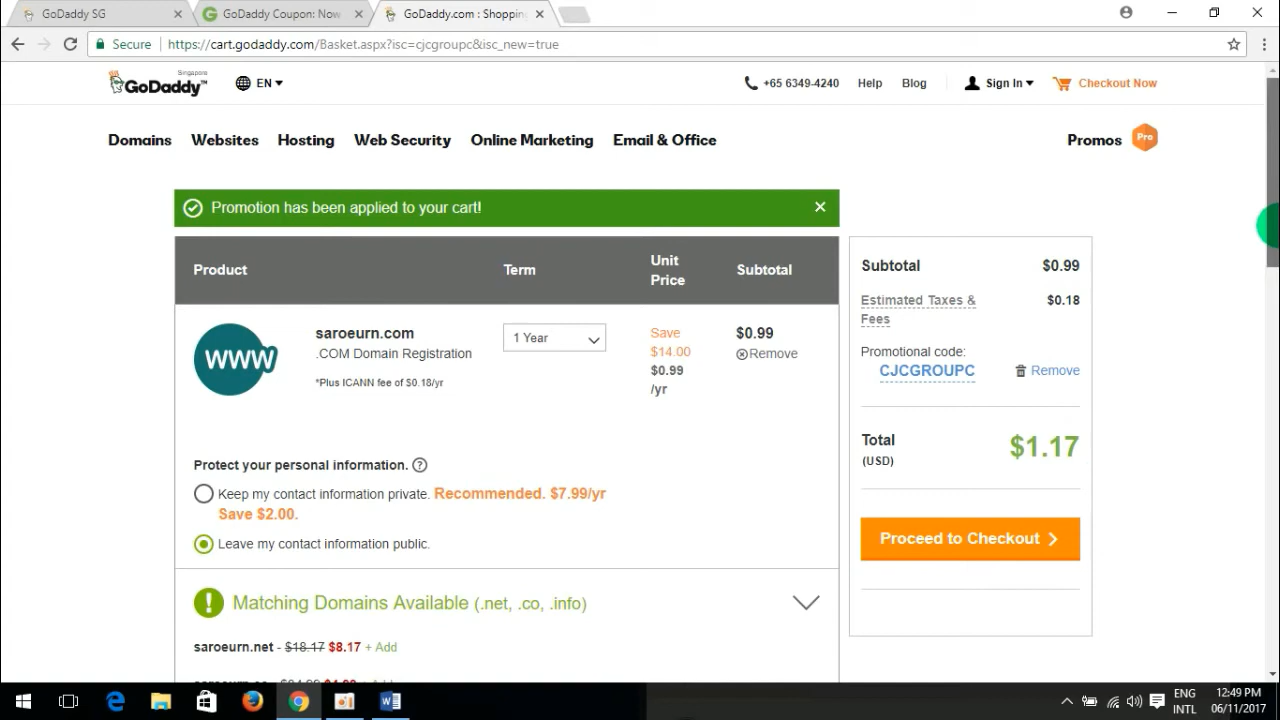 GoDaddy SG
GoDaddy Coupon: Now
GoDaddy.com : Shopping
Secure
https://cart.godaddy.com/Basket.aspx?isc=cjcgroupc&isc_new=true
Singapore
GoDaddy™
EN
+65 6349-4240
Help
Blog
Sign In
Checkout Now
Domains
Websites
Hosting
Web Security
Online Marketing
Email & Office
Promos
Pro
Promotion has been applied to your cart!
Product
Term
Unit
Price
Subtotal
www
saroeurn.com
.COM Domain Registration
*Plus ICANN fee of $0.18/yr
1 Year
Save
$14.00
$0.99
/yr
$0.99
Remove
Protect your personal information.
Keep my contact information private. Recommended. $7.99/yr
Save $2.00.
Leave my contact information public.
Matching Domains Available (.net, .co, .info)
saroeurn.net - $18.17 $8.17 + Add
Subtotal
$0.99
Estimated Taxes &
Fees
$0.18
Promotional code:
CJCGROUPC
Remove
Total
(USD)
$1.17
Proceed to Checkout
ENG
INTL
12:49 PM
06/11/2017